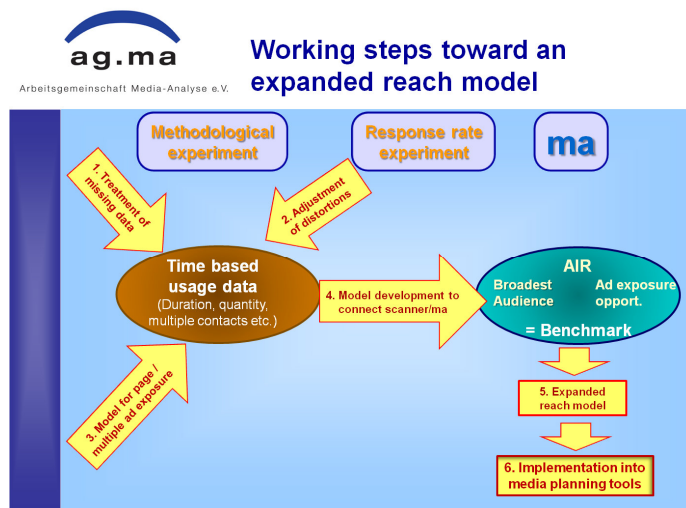 ag.ma
Arbeitsgemeinschaft Media-Analyse e.V.
Working steps toward an
expanded reach model
Methodological
experiment
Response rate
experiment
ma
1. Treatment of
missing data
2. Adjustment
of distortions
Time based
usage data
(Duration, quantity,
multiple contacts etc.)
4. Model development to
connect scanner/ma
AIR
Broadest
Audience
Ad exposure
opport.
= Benchmark
3. Model for page /
multiple ad exposure
5. Expanded
reach model
6. Implementation into
media planning tools